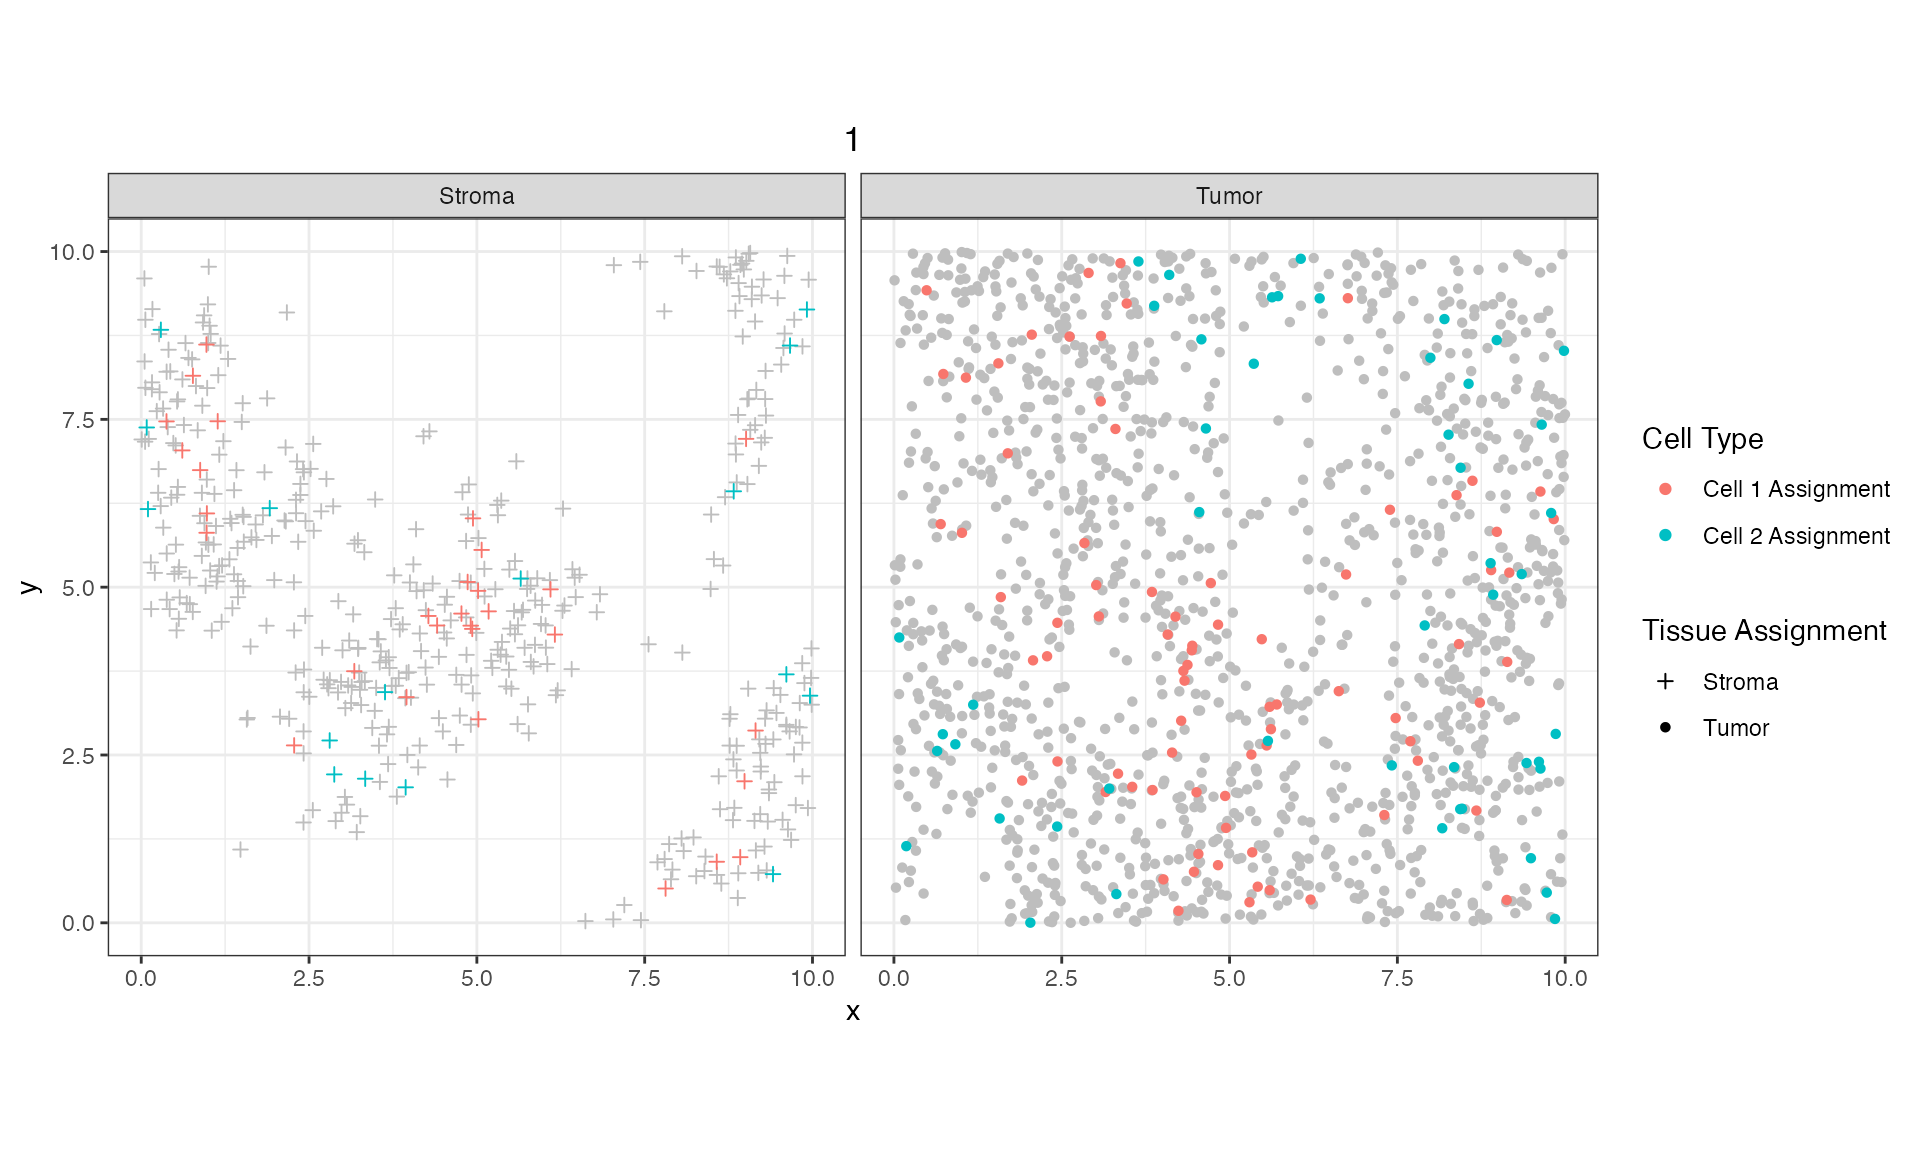 1
Stroma
Tumor
10.0
7.5
5.0
2.5
0.0
y
0.0 2.5 5.0 7.5 10.0
0.0 2.5 5.0 7.5 10.0
x
Cell Type
Cell 1 Assignment
Cell 2 Assignment
Tissue Assignment
Stroma
Tumor